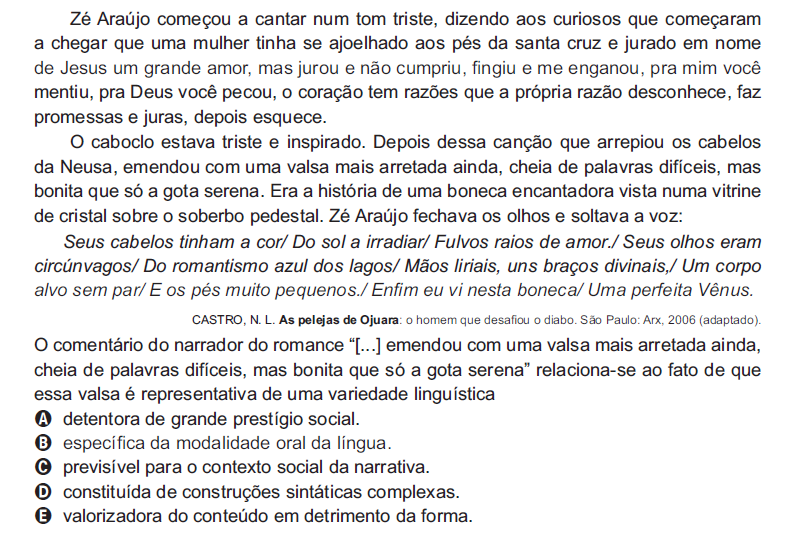 Zé Araújo começou a cantar num tom triste, dizendo aos curiosos que começaram
a chegar que uma mulher tinha se ajoelhado aos pés da santa cruz e jurado em nome
de Jesus um grande amor, mas jurou e não cumpriu, fingiu e me enganou, pra mim você
mentiu, pra Deus você pecou, o coração tem razões que a própria razão desconhece, faz
promessas e juras, depois esquece.
O caboclo estava triste e inspirado. Depois dessa canção que arrepiou os cabelos
da Neusa, emendou com uma valsa mais arretada ainda, cheia de palavras difíceis, mas
bonita que só a gota serena. Era a história de uma boneca encantadora vista numa vitrine
de cristal sobre o soberbo pedestal. Zé Araújo fechava os olhos e soltava a voz:
Seus cabelos tinham a cor/ Do sol a irradiar/ Fulvos raios de amor./ Seus olhos eram
circúnvagos/ Do romantismo azul dos lagos/ Mãos liriais, uns braços divinais,/ Um corpo
alvo sem par/ E os pés muito pequenos./ Enfim eu vi nesta boneca/ Uma perfeita Vênus.
CASTRO, N. L. As pelejas de Ojuara: o homem que desafiou o diabo. São Paulo: Arx, 2006 (adaptado).
O comentário do narrador do romance “[...] emendou com uma valsa mais arretada ainda,
cheia de palavras difíceis, mas bonita que só a gota serena” relaciona-se ao fato de que
essa valsa é representativa de uma variedade linguística
A detentora de grande prestígio social.
B específica da modalidade oral da língua.
C previsível para o contexto social da narrativa.
D constituída de construções sintáticas complexas.
E valorizadora do conteúdo em detrimento da forma.